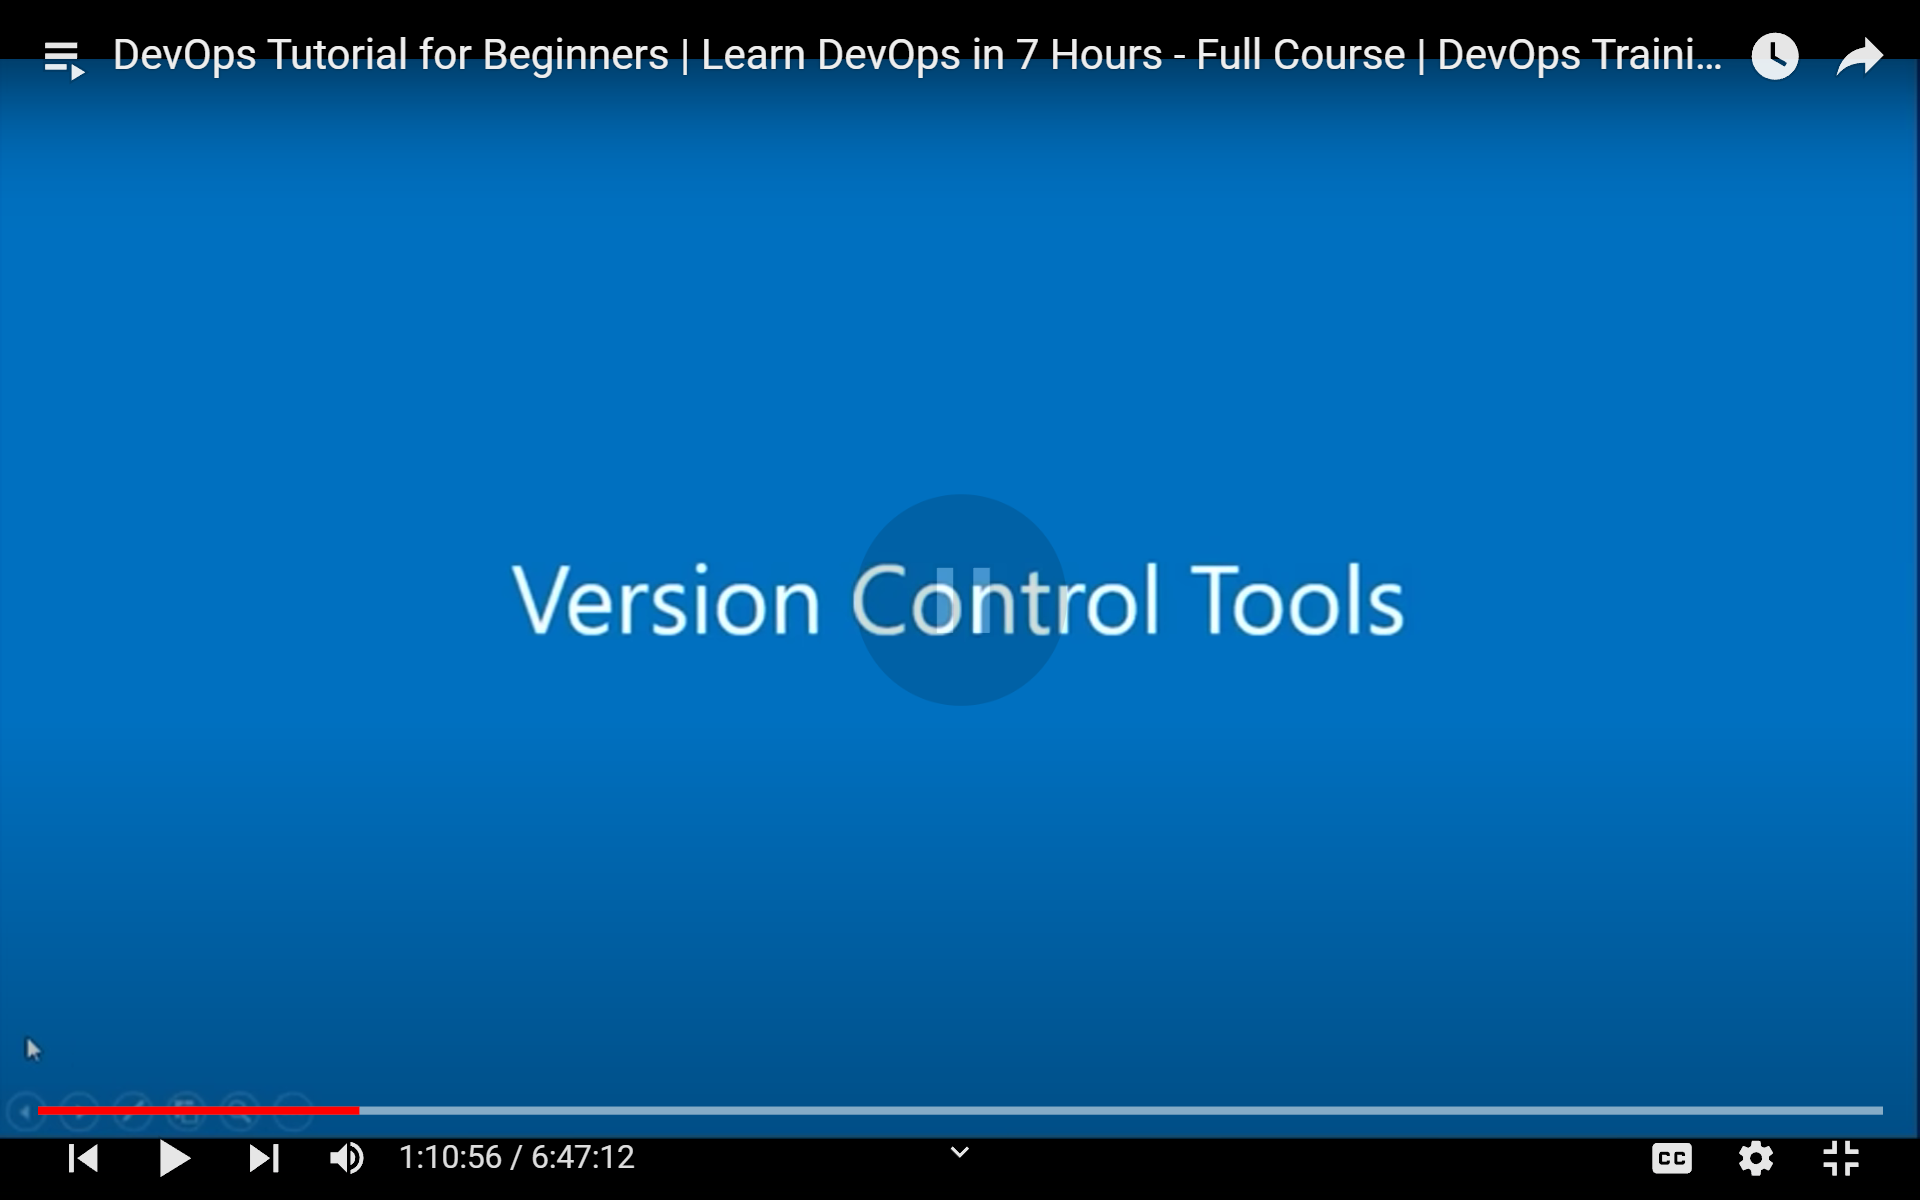 DevOps Tutorial for Beginners | Learn DevOps in 7 Hours - Full Course | DevOps Traini...
Version Control Tools
1:10:56 / 6:47:12
CC